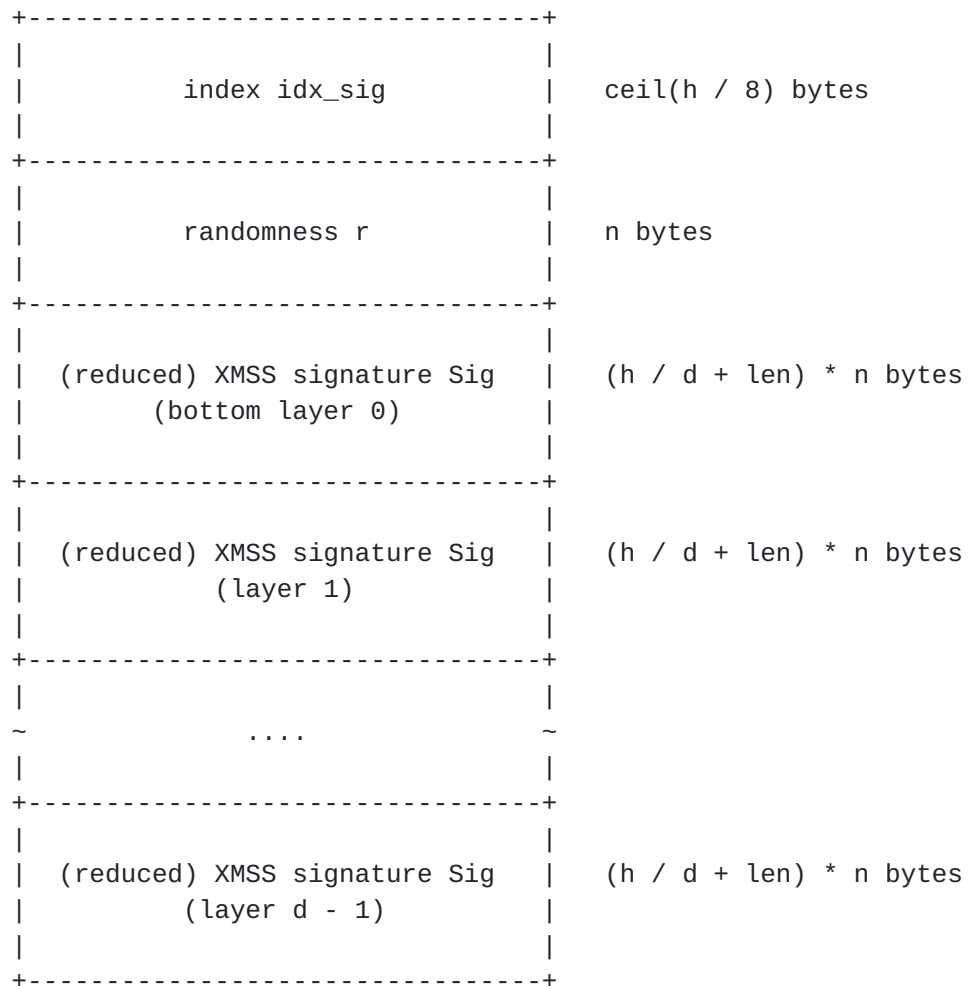 +---------------------------------+
|                                 |
|          index idx_sig          |   ceil(h / 8) bytes
|                                 |
+---------------------------------+
|                                 |
|          randomness r           |   n bytes
|                                 |
+---------------------------------+
|                                 |
|  (reduced) XMSS signature Sig   |   (h / d + len) * n bytes
|        (bottom layer 0)         |
|                                 |
+---------------------------------+
|                                 |
|  (reduced) XMSS signature Sig   |   (h / d + len) * n bytes
|            (layer 1)            |
|                                 |
+---------------------------------+
|                                 |
~              ....               ~
|                                 |
+---------------------------------+
|                                 |
|  (reduced) XMSS signature Sig   |   (h / d + len) * n bytes
|          (layer d - 1)          |
|                                 |
+---------------------------------+